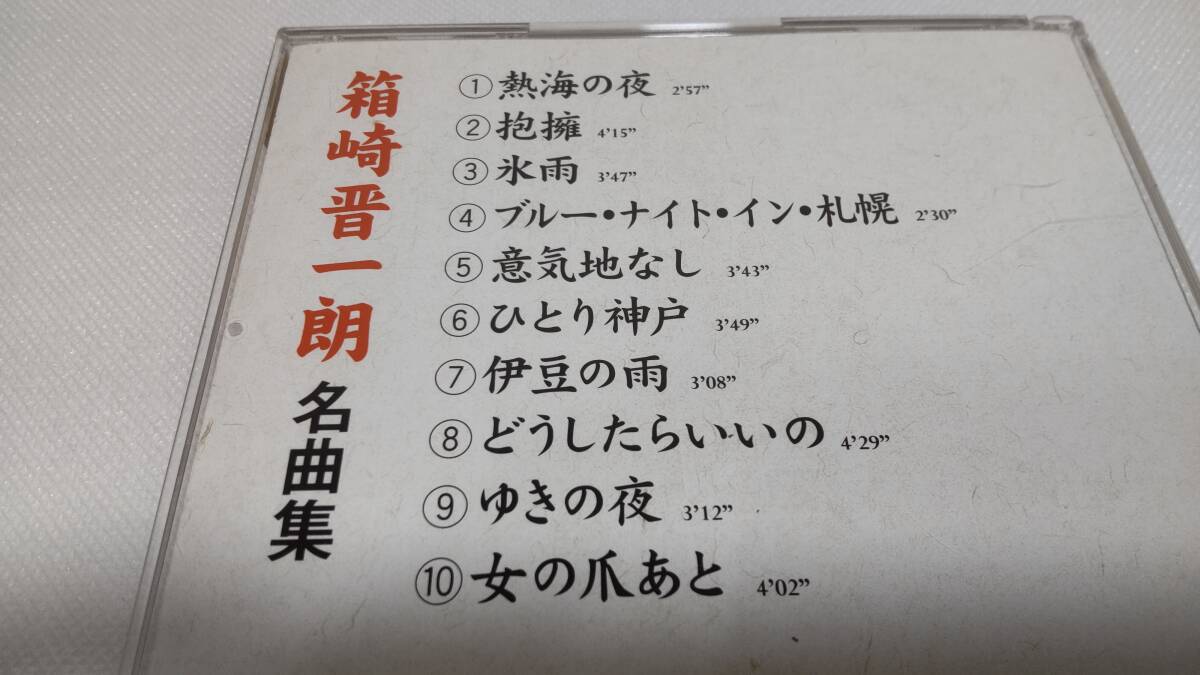 箱崎晋一朗 名曲集
①熱海の夜 2’57”
②抱擁 4’15”
③氷雨 3’47”
④ブルー・ナイト・イン・札幌 2’30”
⑤意気地なし 3’43”
⑥ひとり神戸 3’49”
⑦伊豆の雨 3’08”
⑧どうしたらいいの 4’29”
⑨ゆきの夜 3’12”
⑩女の爪あと 4’02”